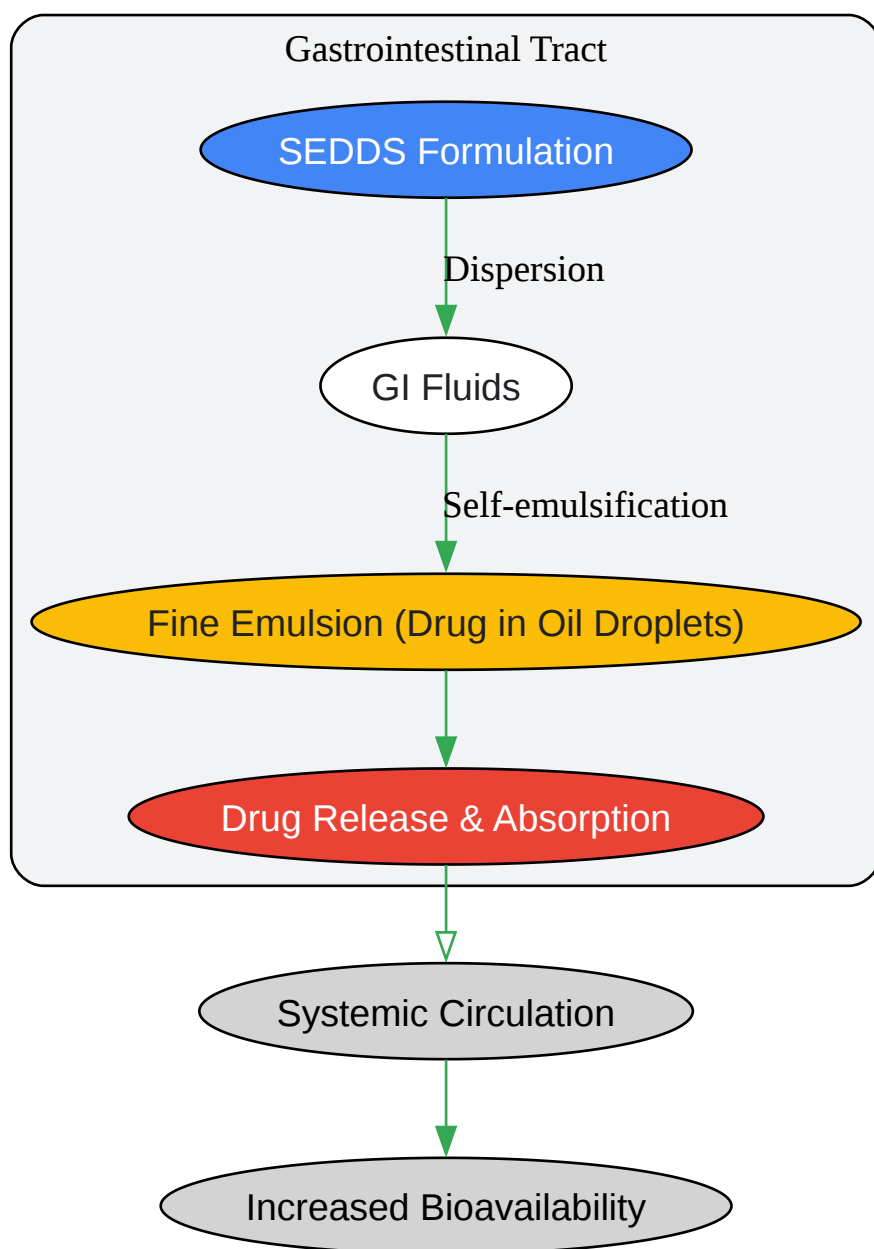 Gastrointestinal Tract
SEDDS Formulation
Dispersion
GI Fluids
Self-emulsification
Fine Emulsion (Drug in Oil Droplets)
Drug Release & Absorption
Systemic Circulation
Increased Bioavailability